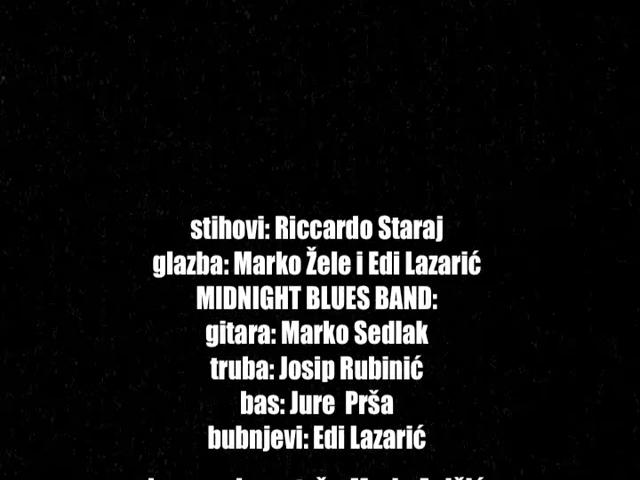 stihovi: Riccardo Staraj
glazba: Marko Žele i Edi Lazarić
MIDNIGHT BLUES BAND:
gitara: Marko Sedlak
truba: Josip Rubinić
bas: Jure  Prša
bubnjevi: Edi Lazarić